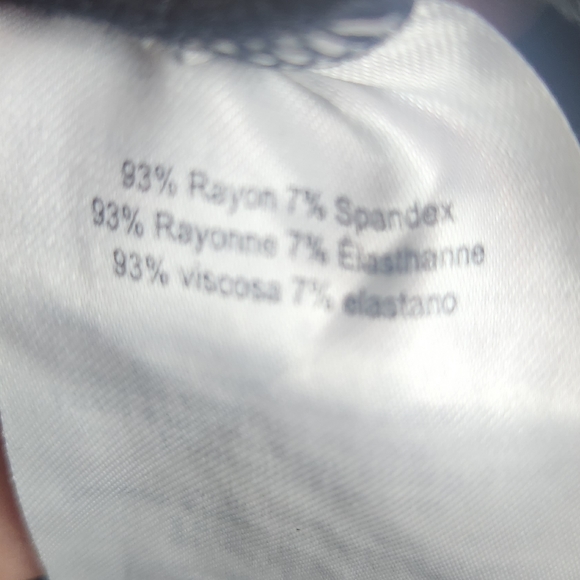 93% Rayon 7% Spandex
93% Rayonne 7% Élasthanne
93% viscosa 7% elastano